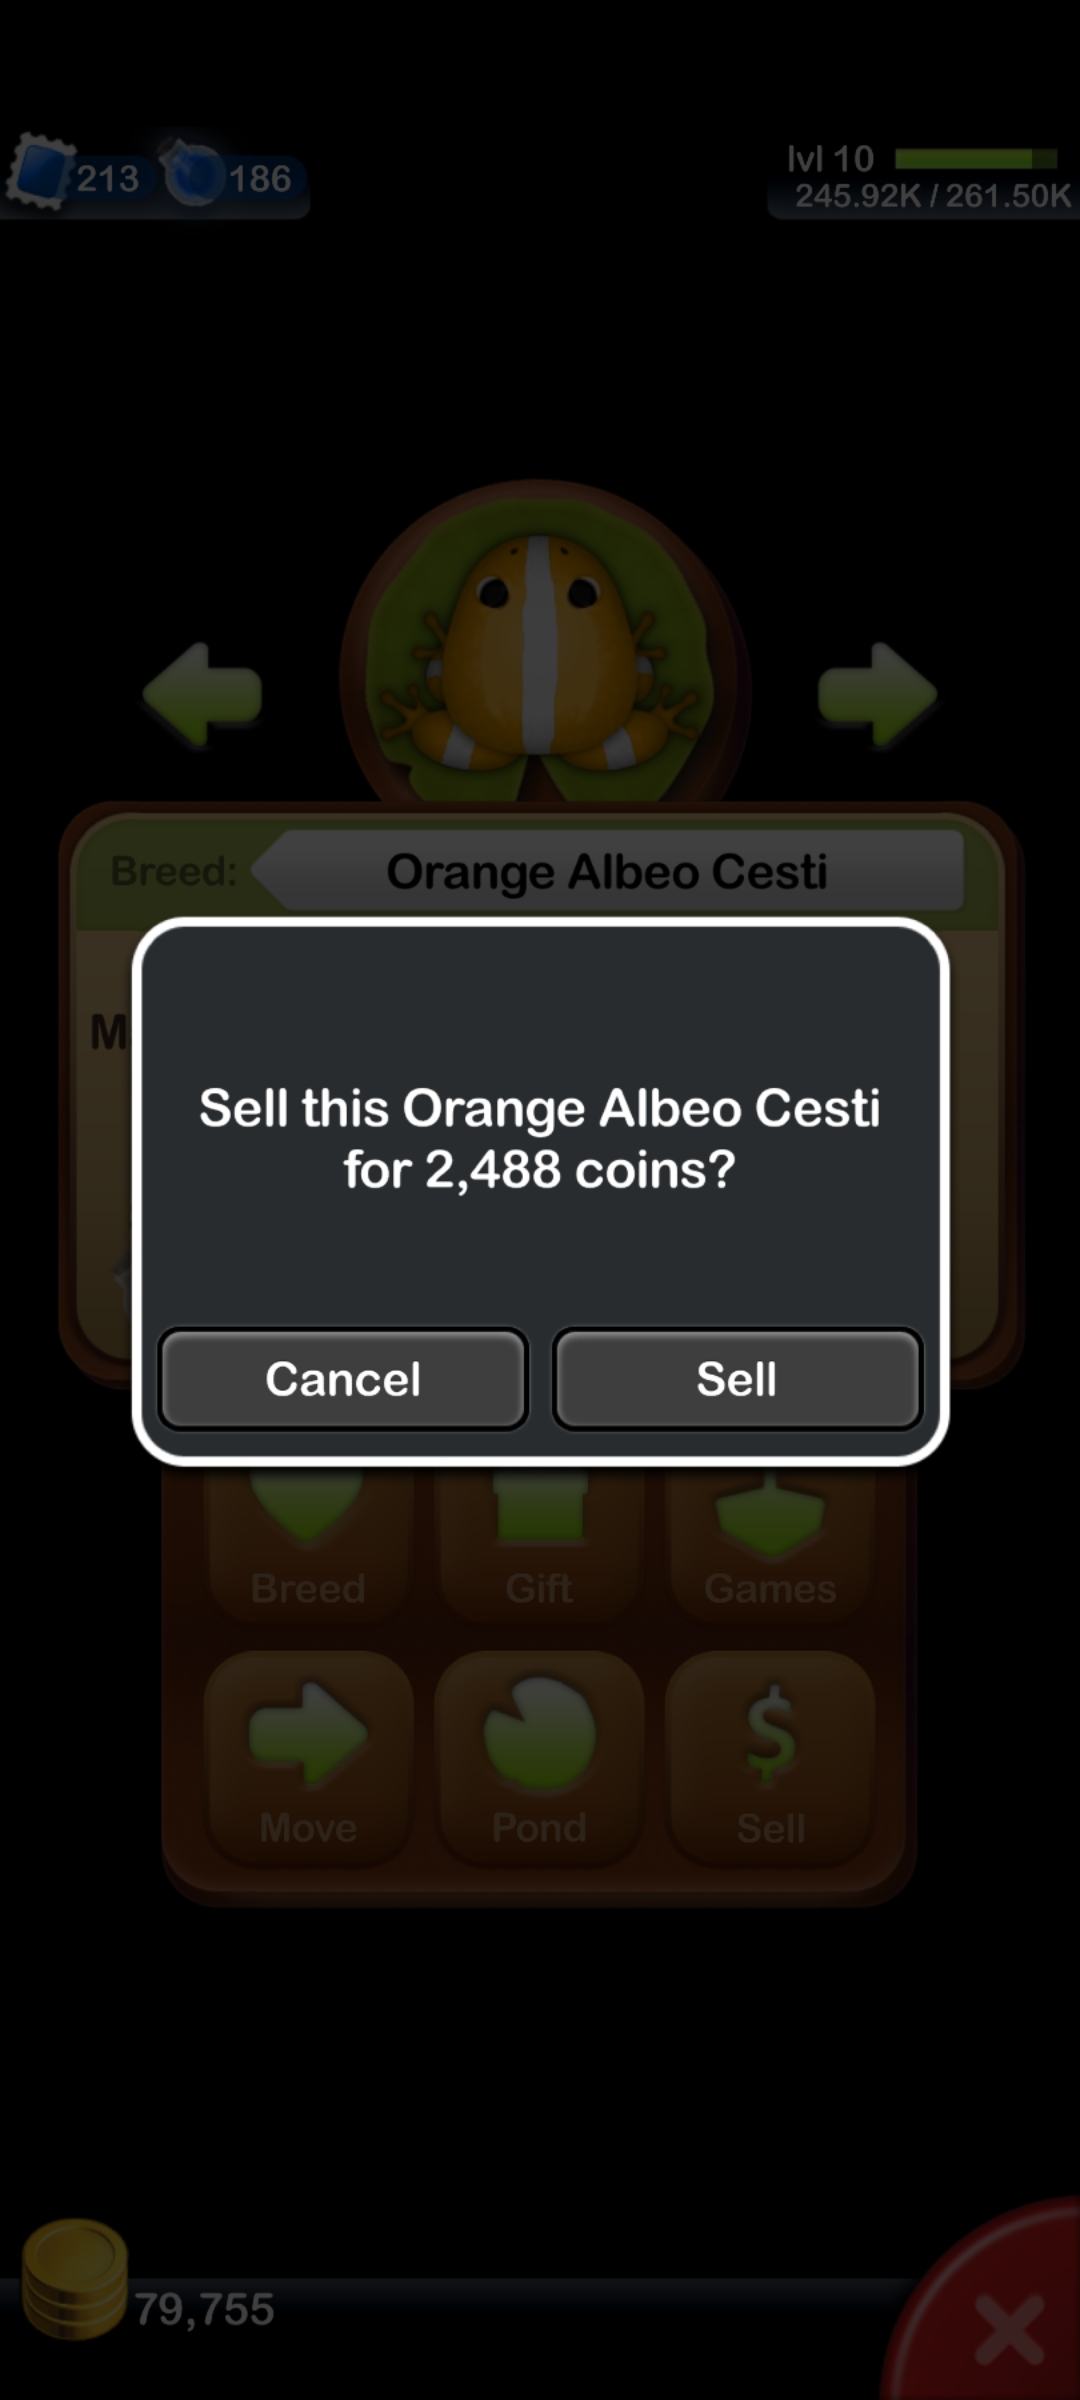 213
186
lvl 10
245.92K / 261.50K
Breed:
Orange Albeo Cesti
Sell this Orange Albeo Cesti
for 2,488 coins?
Cancel
Sell
Breed
Gift
Games
Move
Pond
$
Sell
79,755